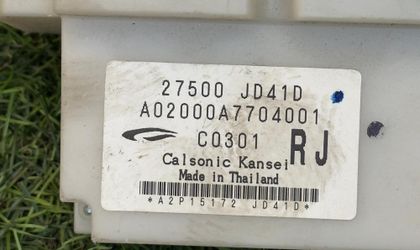 27500 JD41D
A02000A7704001
C0301 RJ
Calsonic Kansei
Made in Thailand
*A2P15172 JD41D*